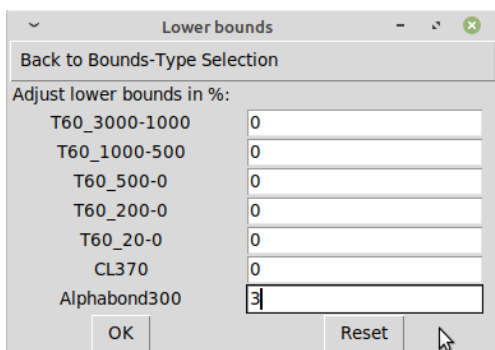 Lower bounds
Back to Bounds-Type Selection
Adjust lower bounds in %:
T60_3000-1000 0
T60_1000-500 0
T60_500-0 0
T60_200-0 0
T60_20-0 0
CL370 0
Alphabond300 3
OK Reset